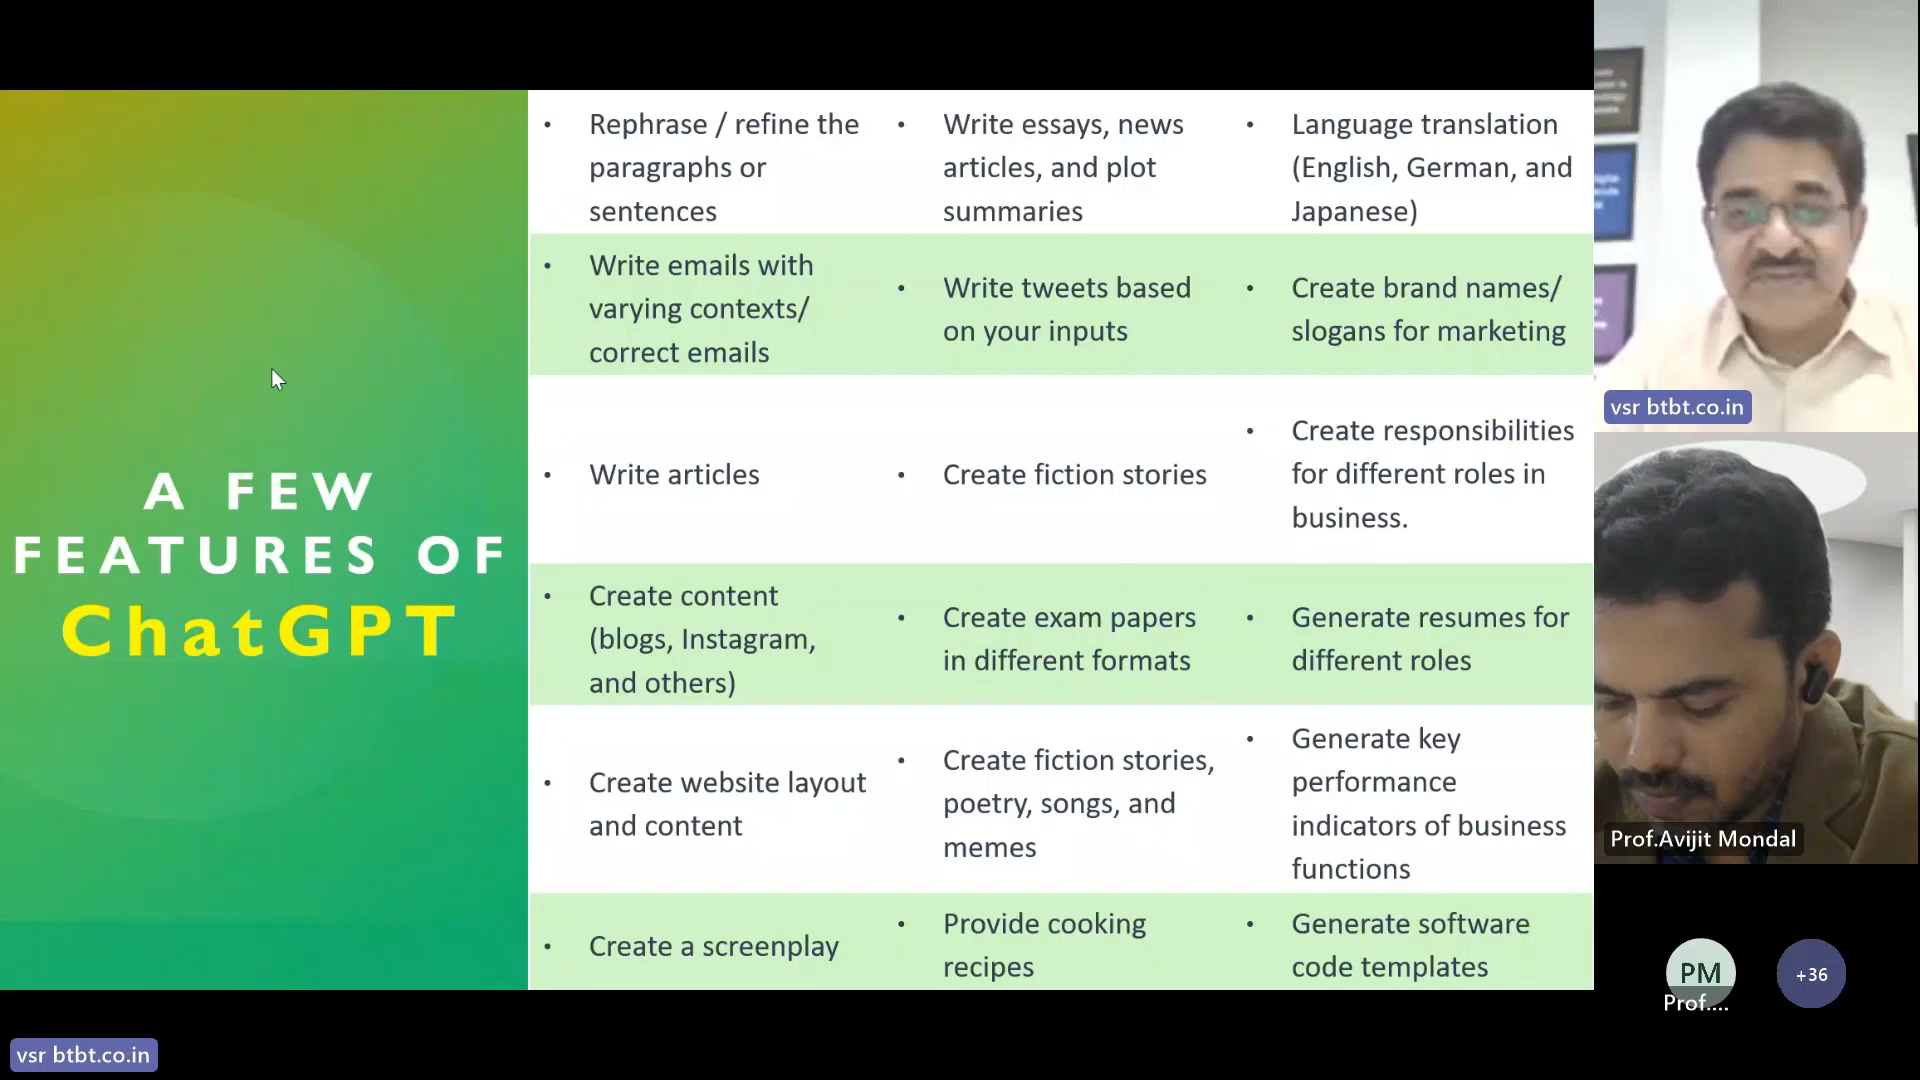 A FEW
FEATURES OF
ChatGPT
• Rephrase / refine the
paragraphs or
sentences
• Write essays, news
articles, and plot
summaries
• Language translation
(English, German, and
Japanese)
• Write emails with
varying contexts/
correct emails
• Write tweets based
on your inputs
• Create brand names/
slogans for marketing
• Write articles
• Create fiction stories
• Create responsibilities
for different roles in
business.
• Create content
(blogs, Instagram,
and others)
• Create exam papers
in different formats
• Generate resumes for
different roles
• Create website layout
and content
• Create fiction stories,
poetry, songs, and
memes
• Generate key
performance
indicators of business
functions
• Create a screenplay
• Provide cooking
recipes
• Generate software
code templates
vsr btbt.co.in
Prof.Avijit Mondal
PM
Prof....
+36
vsr btbt.co.in